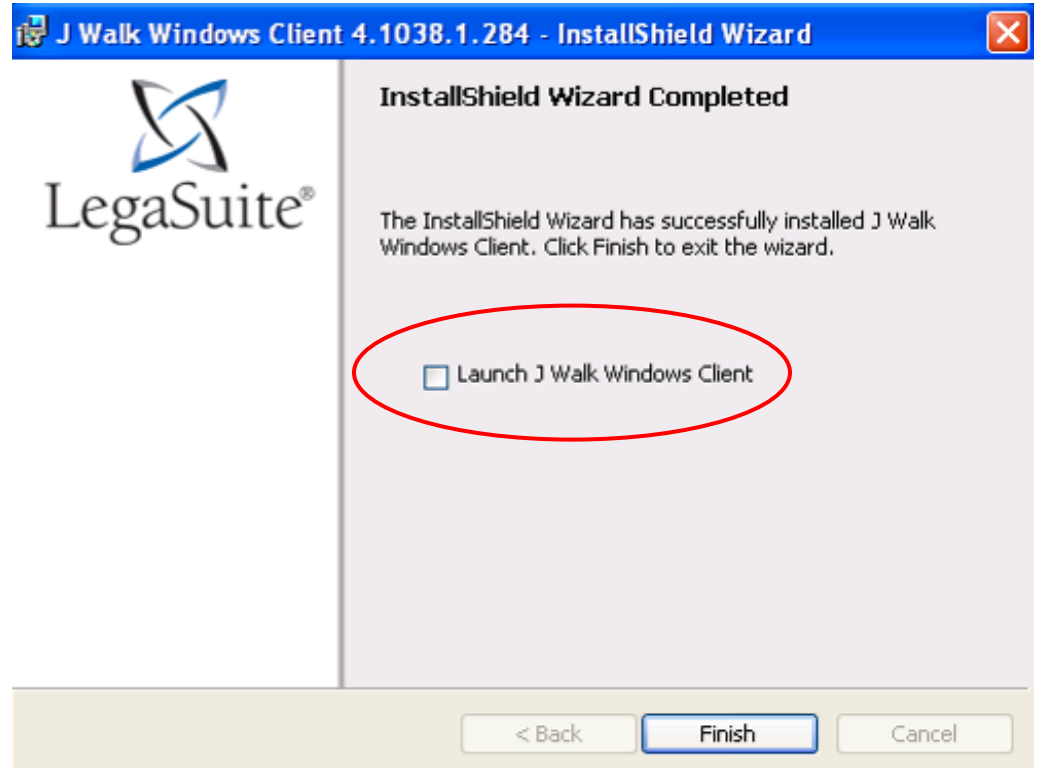 J Walk Windows Client 4.1038.1.284 - InstallShield Wizard
LegaSuite®
InstallShield Wizard Completed
The InstallShield Wizard has successfully installed J Walk
Windows Client. Click Finish to exit the wizard.
Launch J Walk Windows Client
< Back Finish Cancel